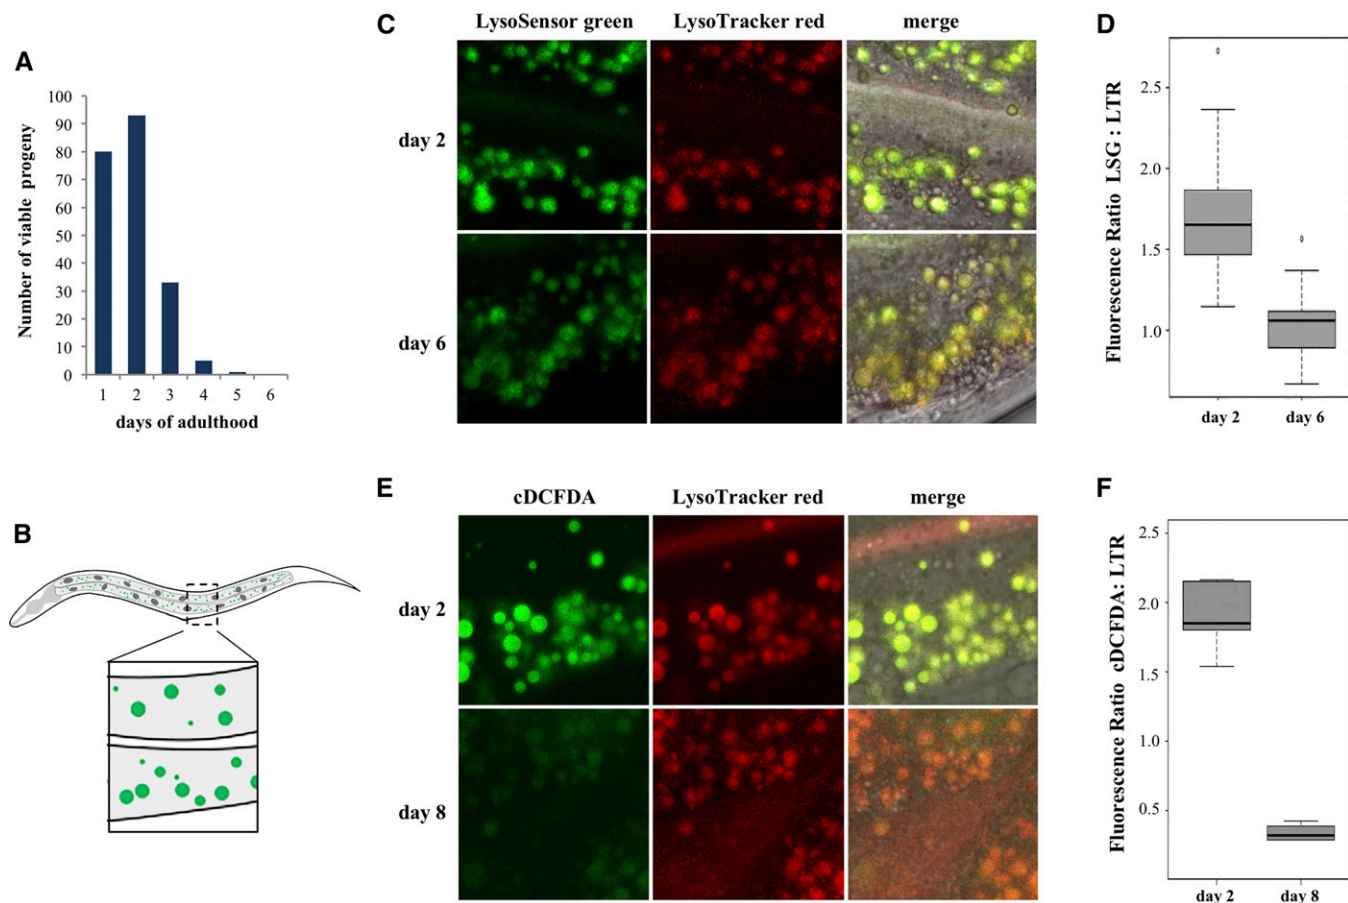 A
Number of viable progeny
100
90
80
70
60
50
40
30
20
10
0
1 2 3 4 5 6
days of adulthood
B
C
LysoSensor green LysoTracker red merge
day 2
day 6
D
Fluorescence Ratio LSG : LTR
2.5
2.0
1.5
1.0
day 2 day 6
E
cDCFDA LysoTracker red merge
day 2
day 8
F
Fluorescence Ratio cDCFDA: LTR
2.5
2.0
1.5
1.0
0.5
day 2 day 8